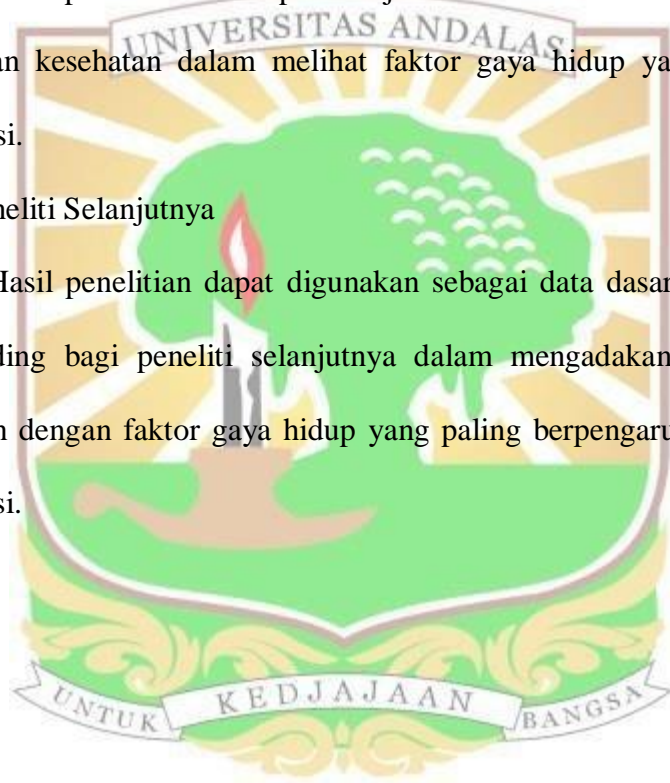 UNIVERSITAS ANDALAS
an kesehatan dalam melihat faktor gaya hidup ya
si.
neliti Selanjutnya
Hasil penelitian dapat digunakan sebagai data dasar
ding bagi peneliti selanjutnya dalam mengadakan
n dengan faktor gaya hidup yang paling berpengaru
si.
UNTUK KEDJAJAAN BANGSA